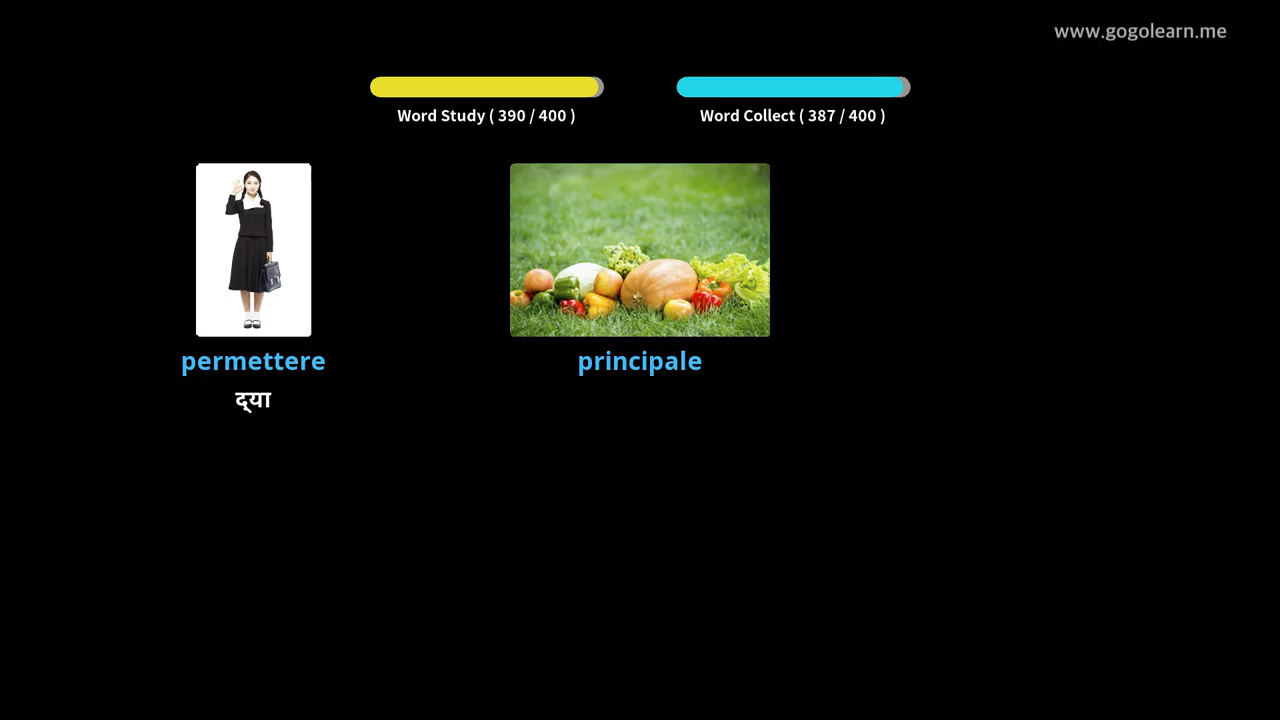 www.gogolearn.me
Word Study ( 390 / 400 )
Word Collect ( 387 / 400 )
permettere
principale
द्या